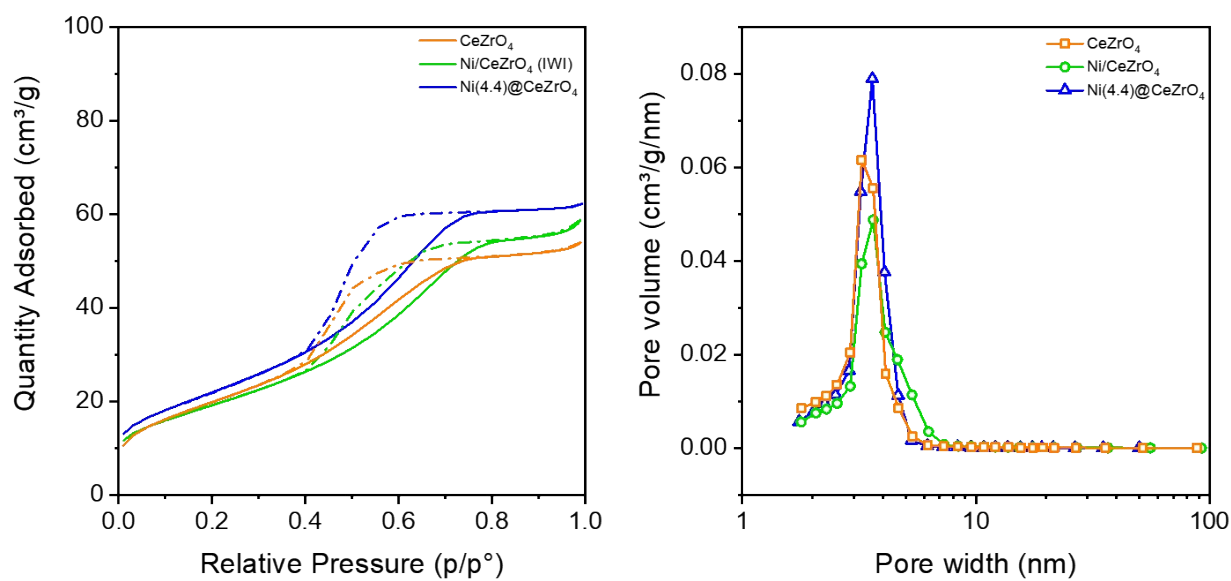 100
80
60
40
20
0
0.0
0.2
0.4
0.6
0.8
1.0
Quantity Adsorbed (cm³/g)
Relative Pressure (p/p°)
CeZrO₄
Ni/CeZrO₄ (IWI)
Ni(4.4)@CeZrO₄
0.08
0.06
0.04
0.02
0.00
1
10
100
Pore volume (cm³/g/nm)
Pore width (nm)
CeZrO₄
Ni/CeZrO₄
Ni(4.4)@CeZrO₄